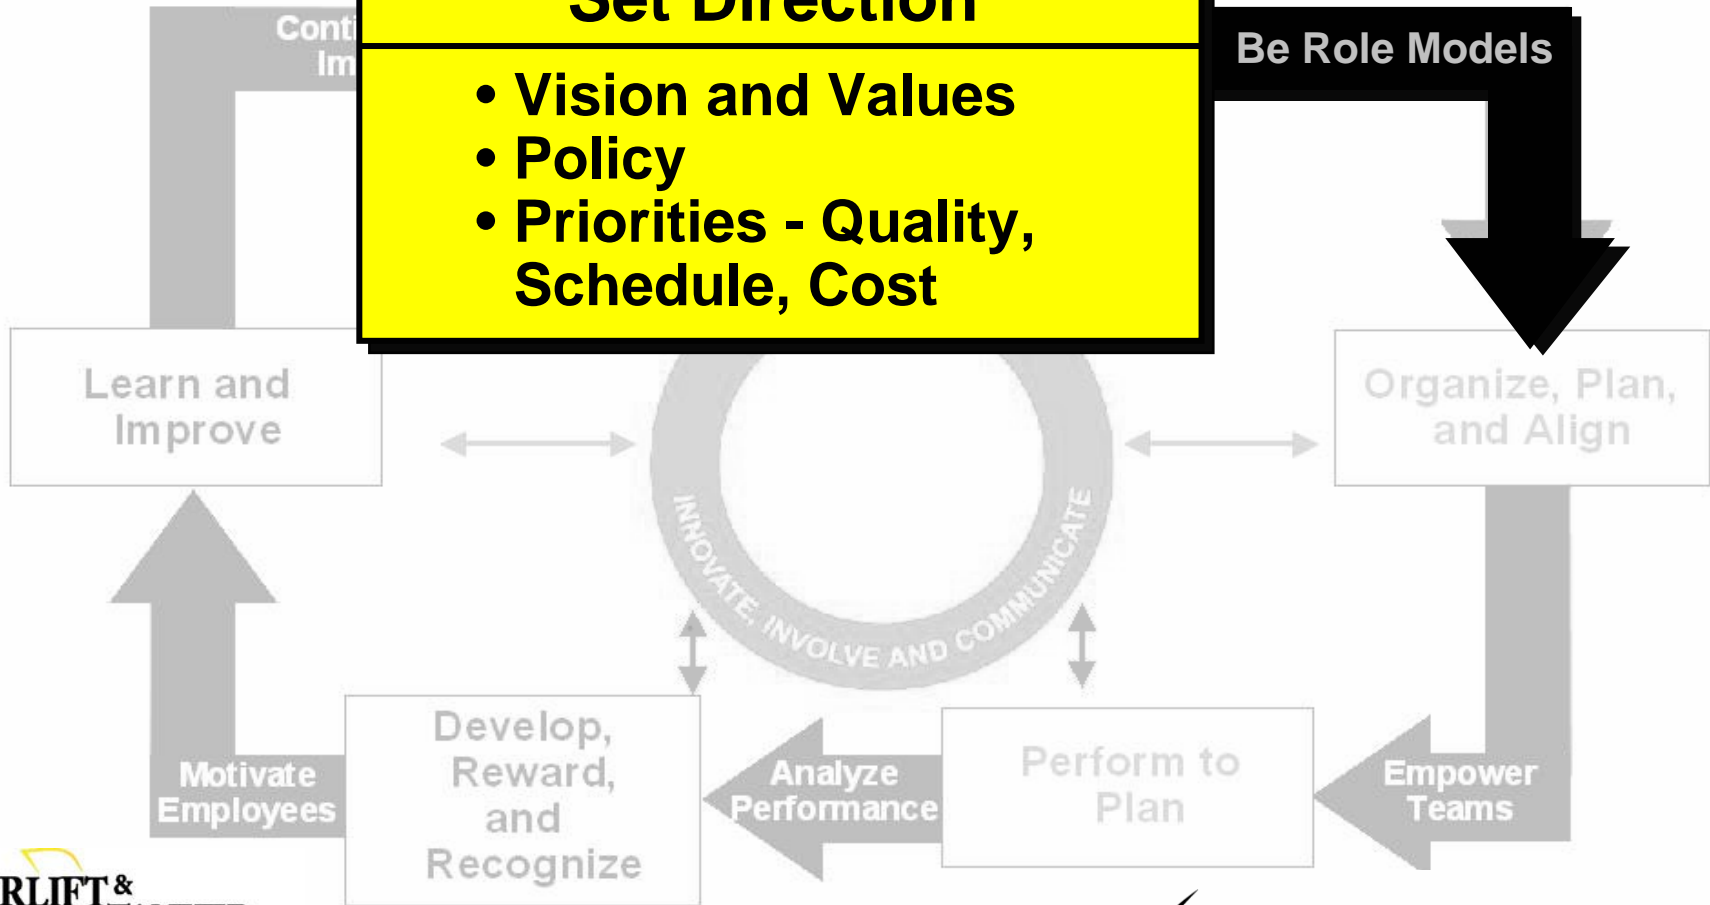 Set Direction
• Vision and Values
• Policy
• Priorities - Quality,
Schedule, Cost
Be Role Models
Learn and
Improve
Organize, Plan,
and Align
INNOVATE, INVOLVE AND COMMUNICATE
Motivate
Employees
Develop,
Reward,
and
Recognize
Analyze
Performance
Perform to
Plan
Empower
Teams
RLIFT &